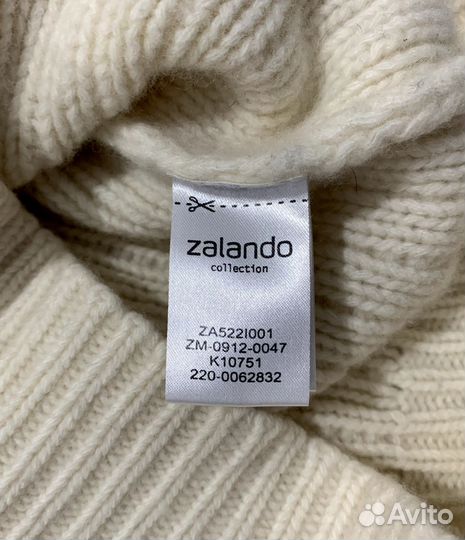 zalando
collection
ZA522I001
ZM-0912-0047
K10751
220-0062832
Avito